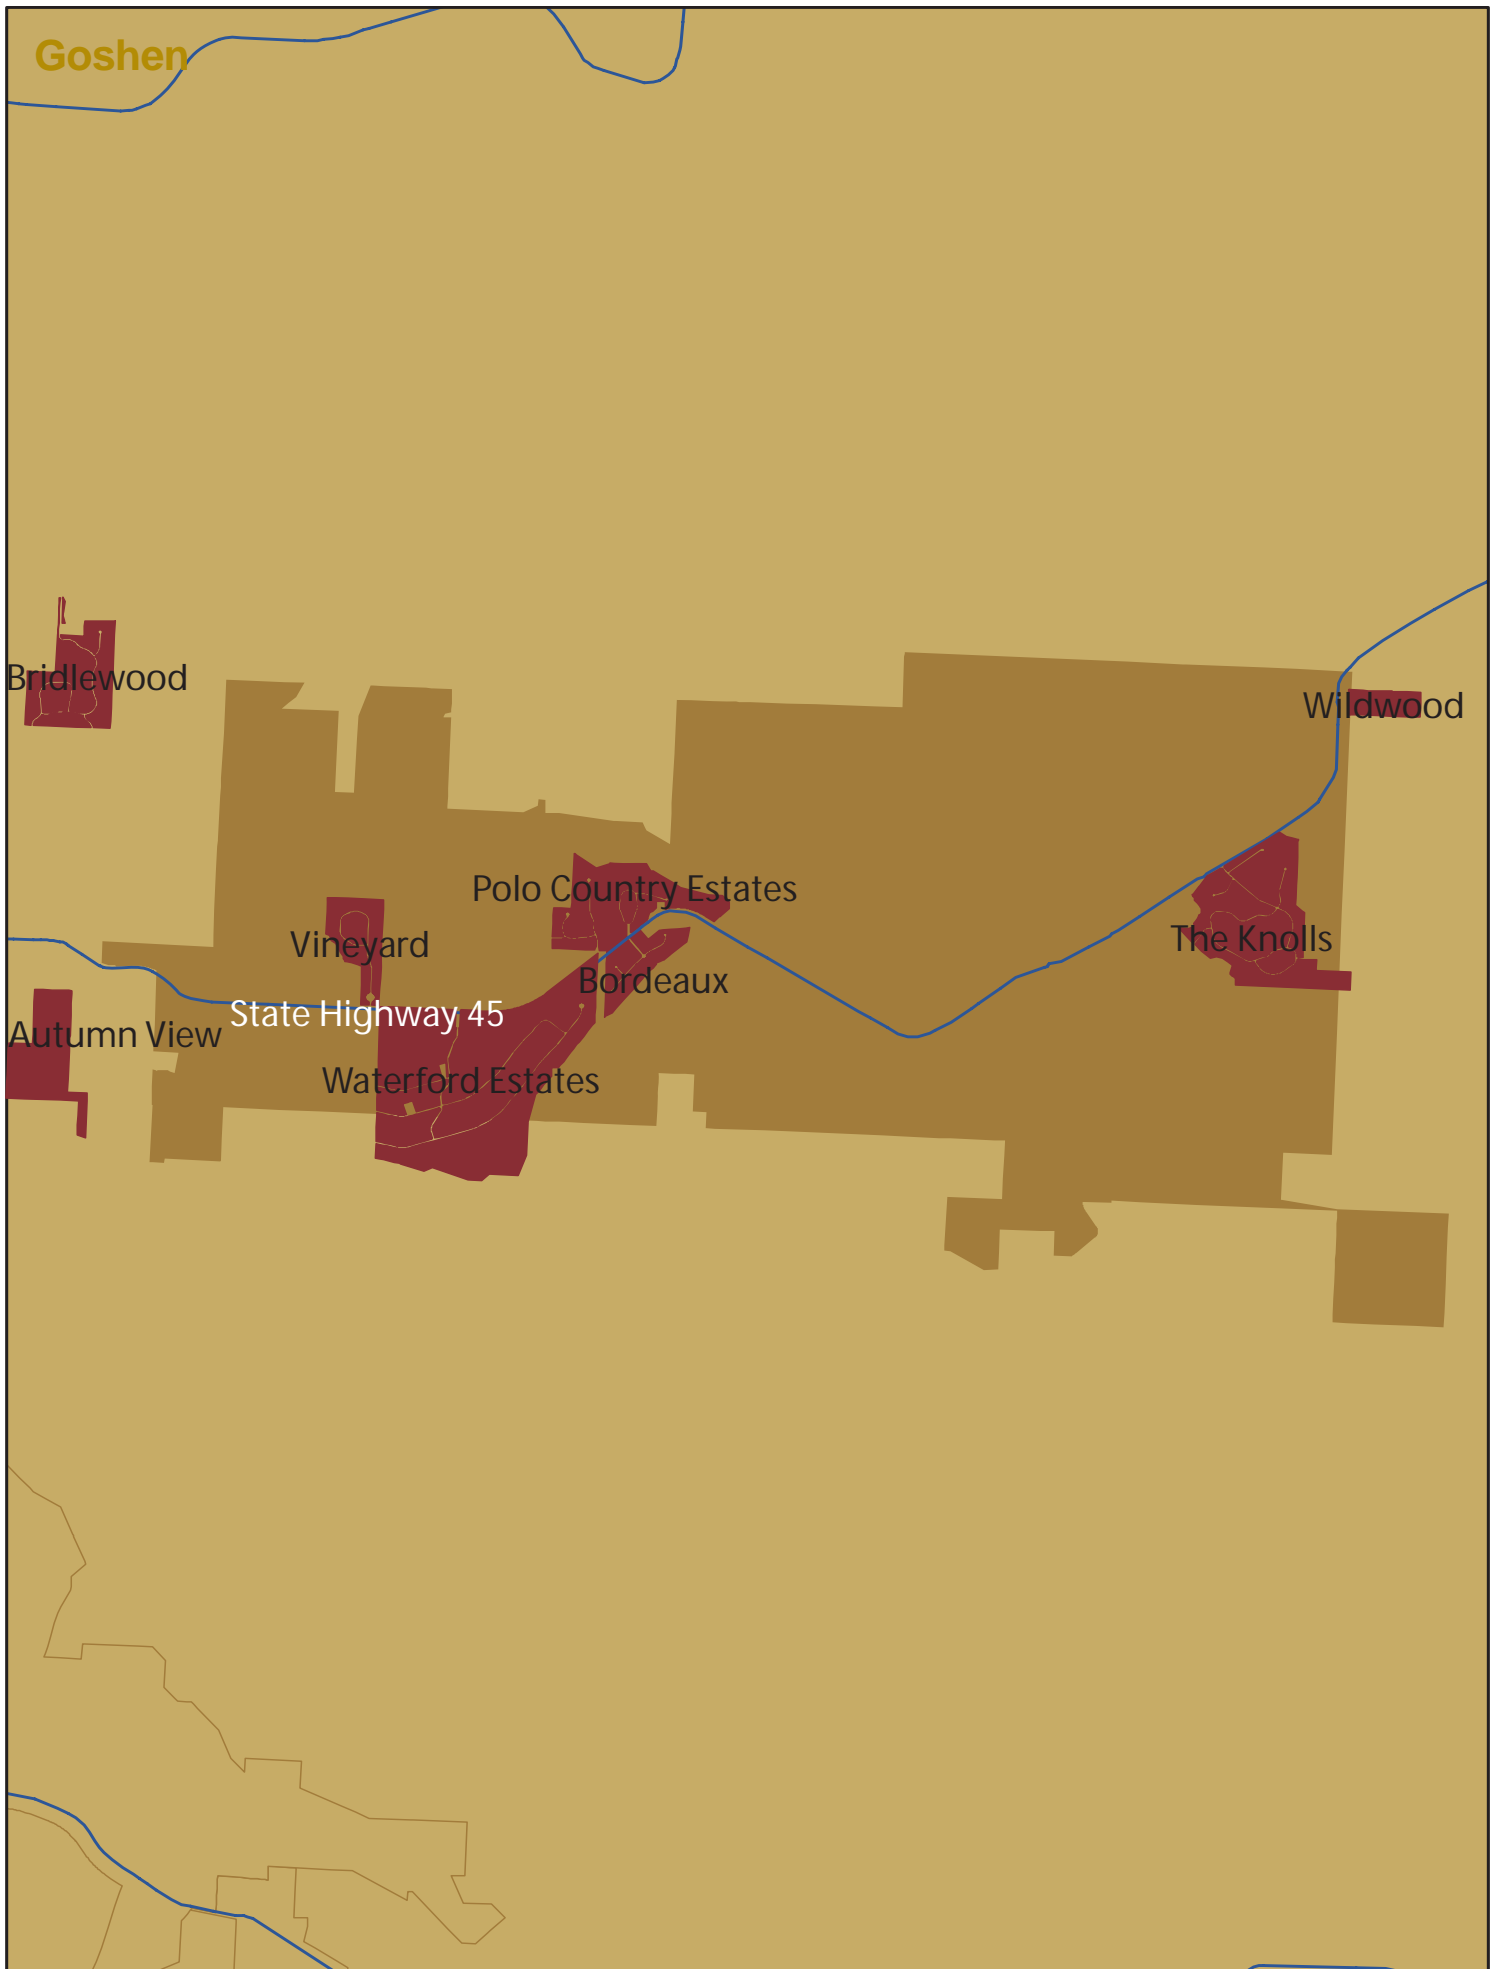 Goshen
Bridlewood
Wildwood
Polo Country Estates
Vineyard
The Knolls
Bordeaux
State Highway 45
Autumn View
Waterford Estates